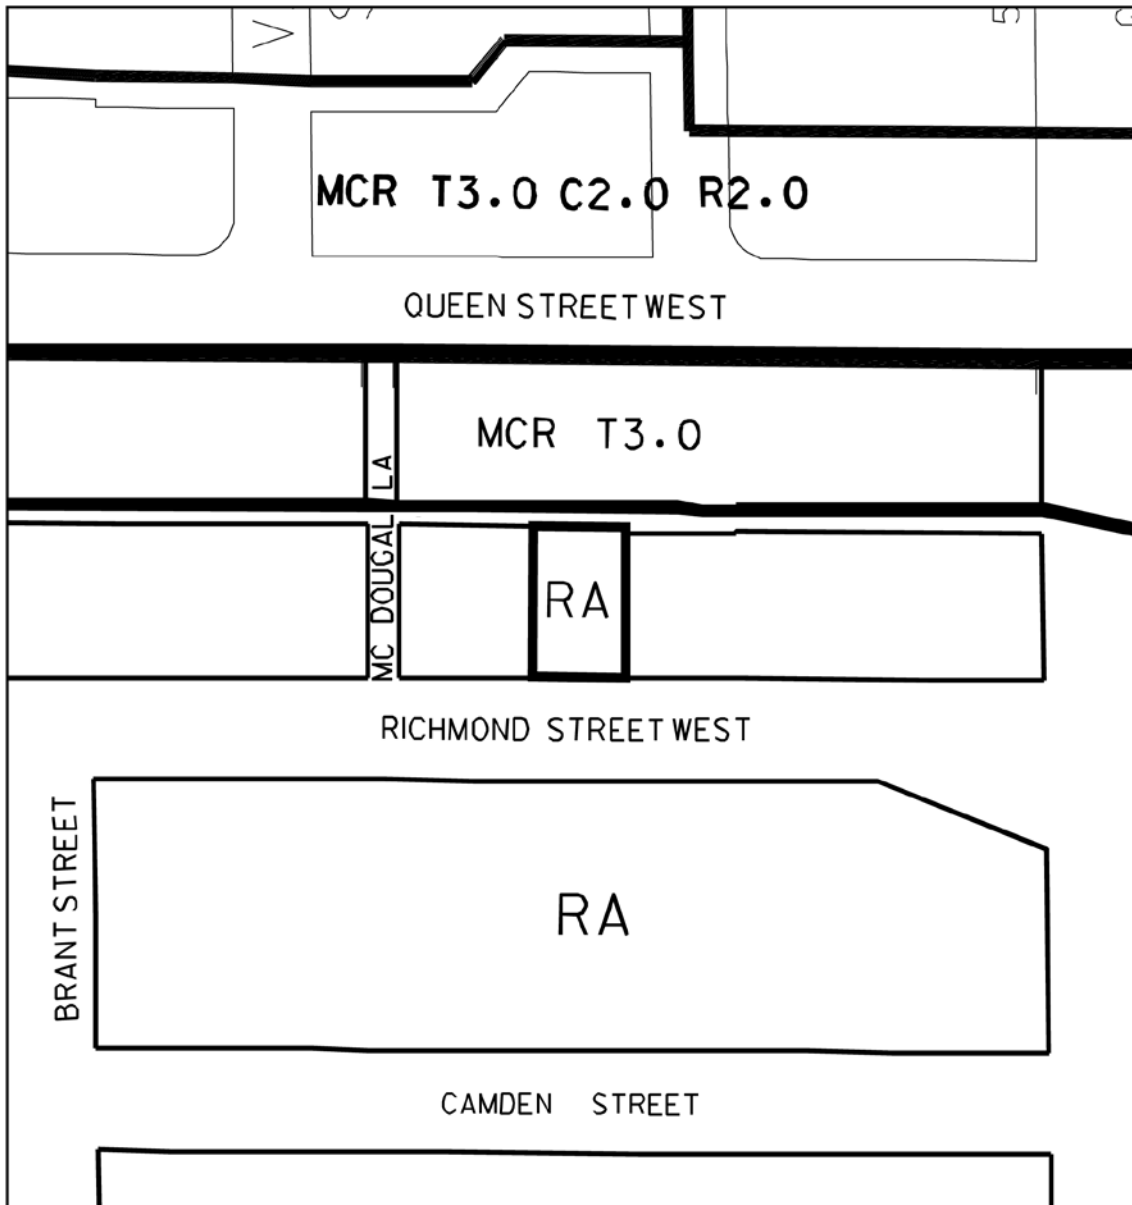 MCR T3.0 C2.0 R2.0
QUEEN STREET WEST
MCR T3.0
MC DOUGAL LA
RA
RICHMOND STREET WEST
BRANT STREET
RA
CAMDEN STREET